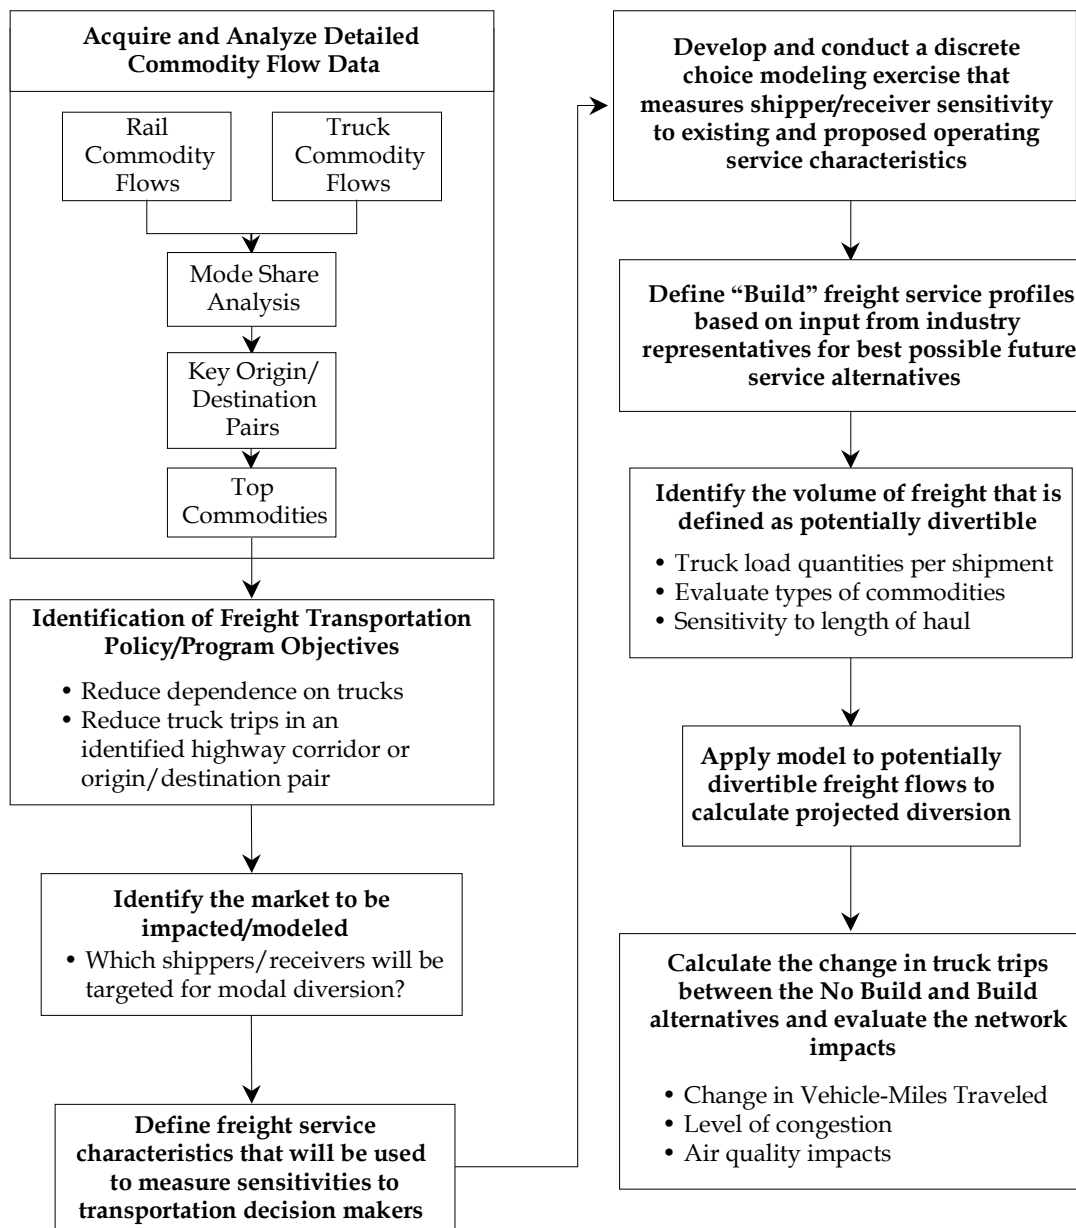 Acquire and Analyze Detailed
Commodity Flow Data
Rail
Commodity
Flows
Truck
Commodity
Flows
Mode Share
Analysis
Key Origin/
Destination
Pairs
Top
Commodities
Identification of Freight Transportation
Policy/Program Objectives
• Reduce dependence on trucks
• Reduce truck trips in an
identified highway corridor or
origin/destination pair
Identify the market to be
impacted/modeled
• Which shippers/receivers will be
targeted for modal diversion?
Define freight service
characteristics that will be used
to measure sensitivities to
transportation decision makers
Develop and conduct a discrete
choice modeling exercise that
measures shipper/receiver sensitivity
to existing and proposed operating
service characteristics
Define “Build” freight service profiles
based on input from industry
representatives for best possible future
service alternatives
Identify the volume of freight that is
defined as potentially divertible
• Truck load quantities per shipment
• Evaluate types of commodities
• Sensitivity to length of haul
Apply model to potentially
divertible freight flows to
calculate projected diversion
Calculate the change in truck trips
between the No Build and Build
alternatives and evaluate the network
impacts
• Change in Vehicle-Miles Traveled
• Level of congestion
• Air quality impacts